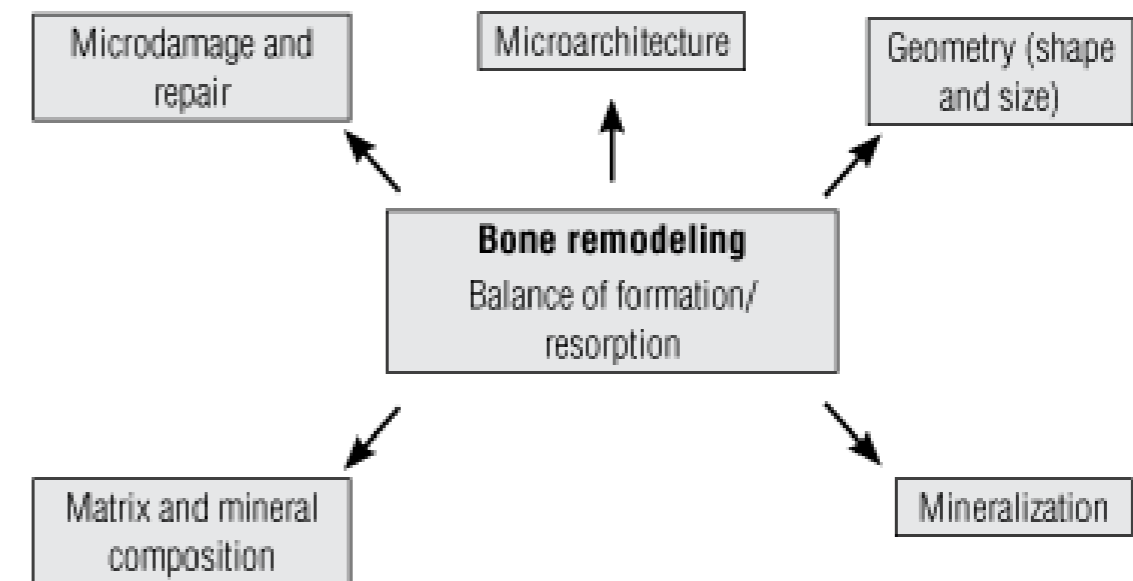 Microdamage and
repair
Microarchitecture
Geometry (shape
and size)
Bone remodeling
Balance of formation/
resorption
Matrix and mineral
composition
Mineralization